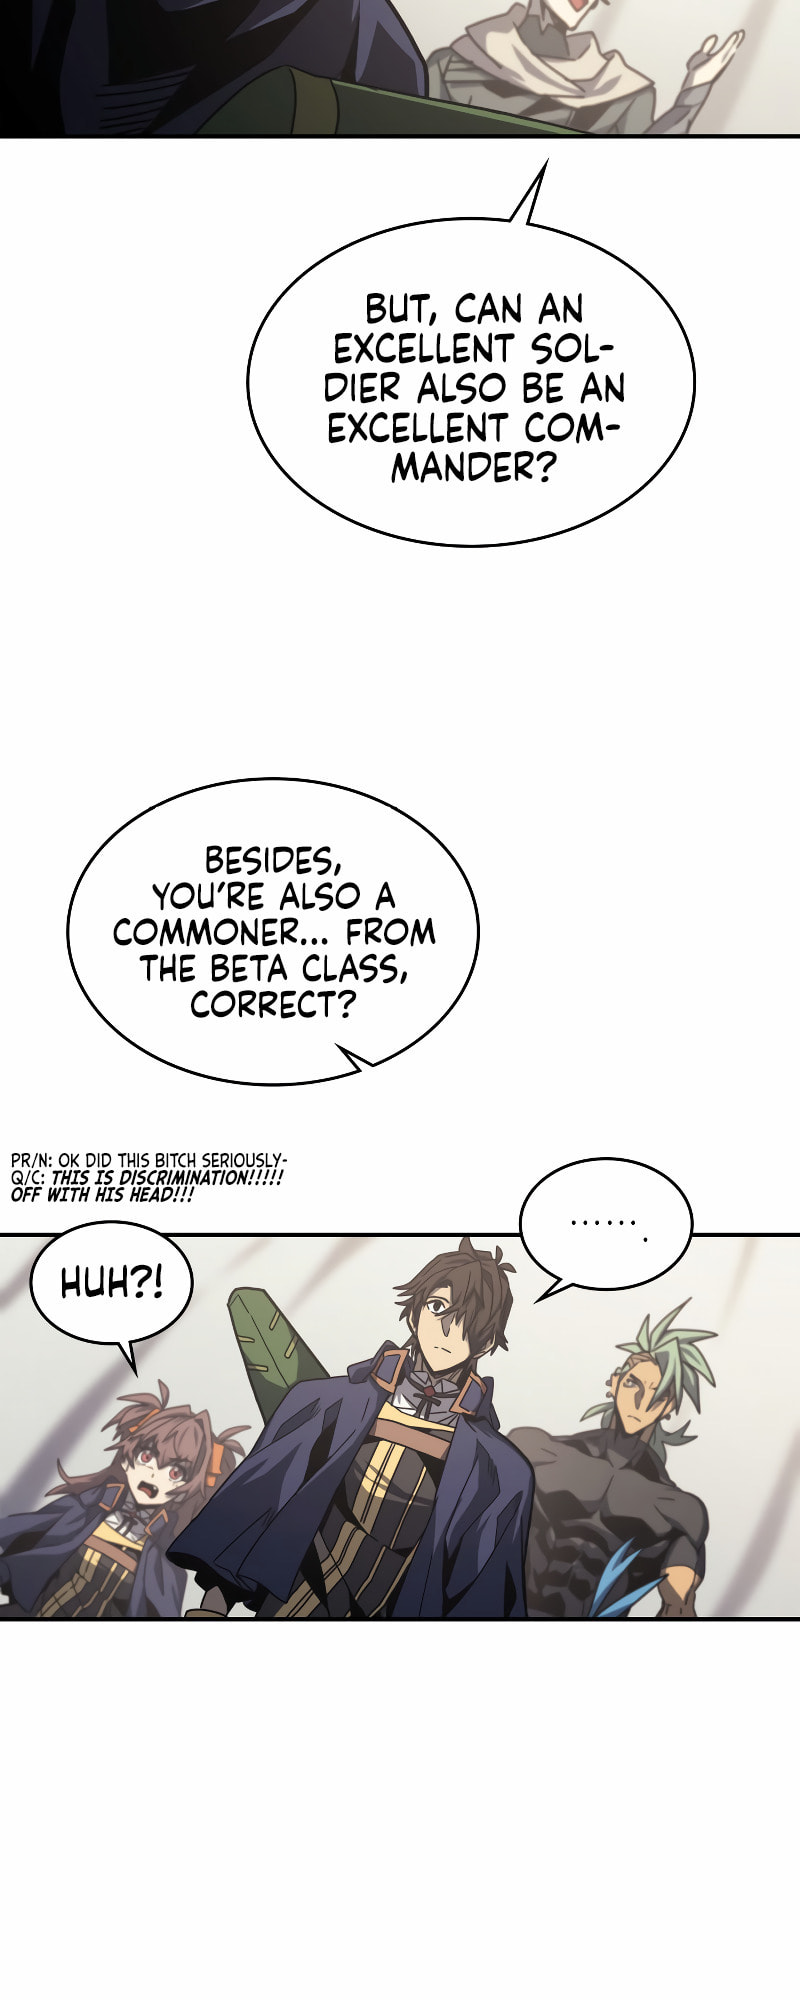 BUT, CAN AN
EXCELLENT SOL-
DIER ALSO BE AN
EXCELLENT COM-
MANDER?
BESIDES,
YOU'RE ALSO A
COMMONER... FROM
THE BETA CLASS,
CORRECT?
PR/N: OK DID THIS BITCH SERIOUSLY-
Q/C: THIS IS DISCRIMINATION!!!!!
OFF WITH HIS HEAD!!!
.......
HUH?!